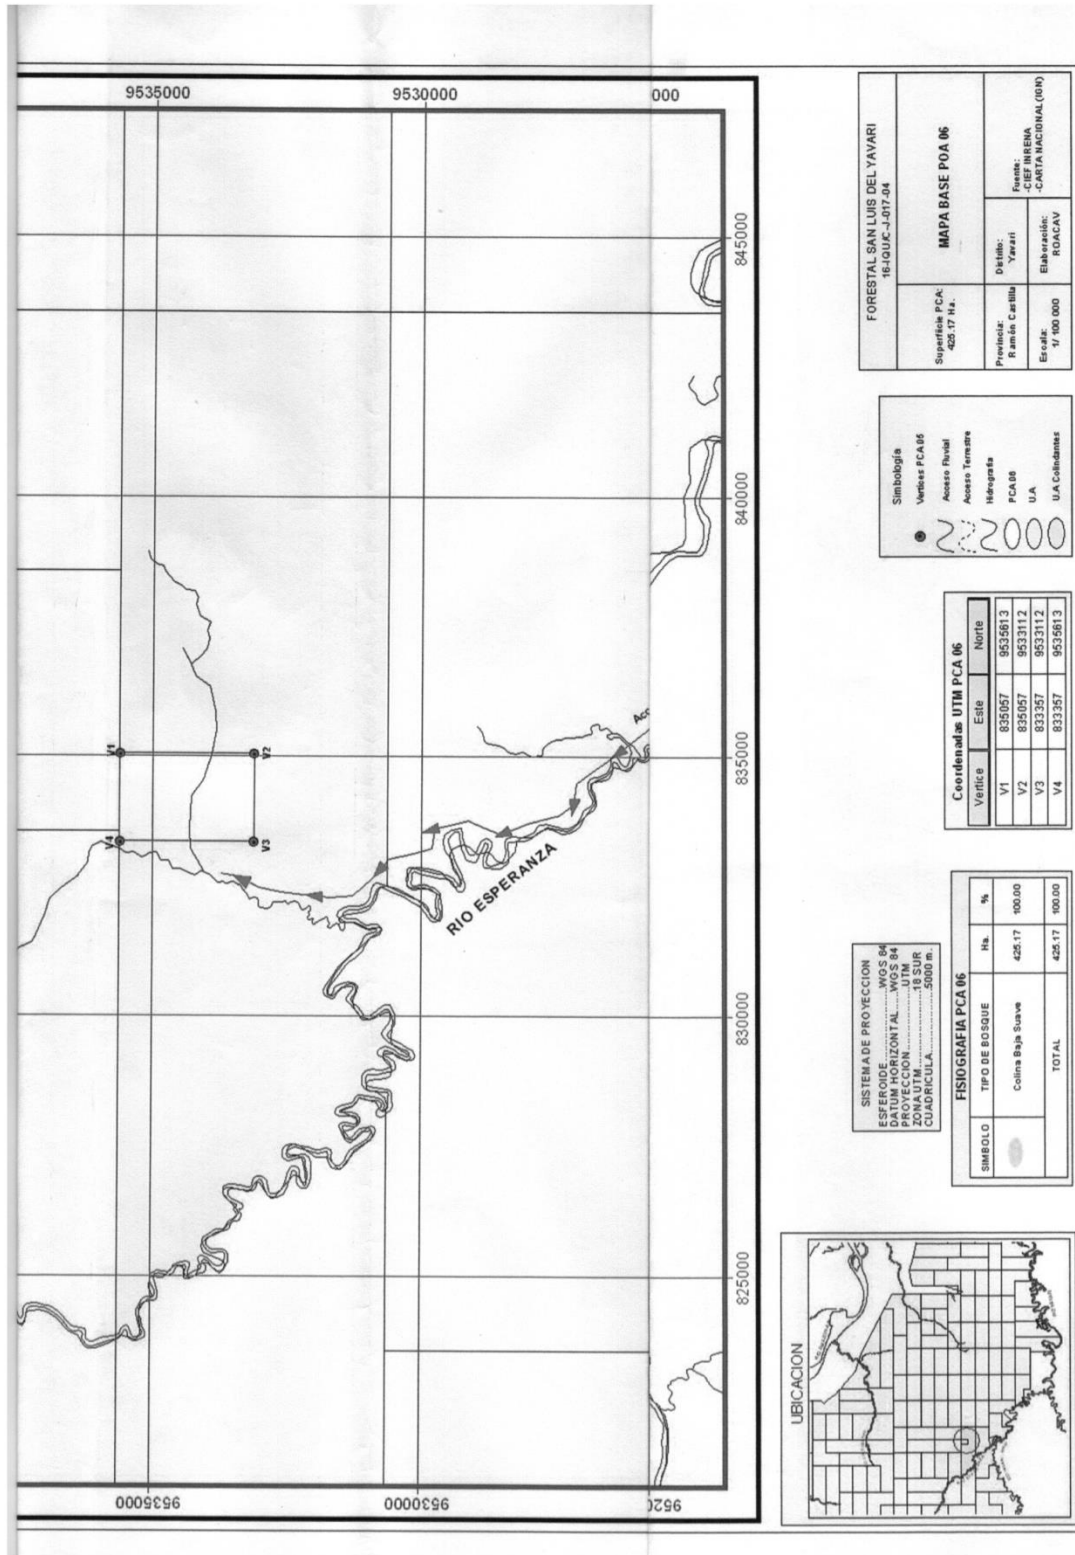 9535000
9530000
000
845000
840000
835000
830000
825000
9535000
9530000
952
V1
V2
V3
V4
RIO ESPERANZA
Acc
FORESTAL SAN LUIS DEL YAVARI
16-IQU/C-J-017-04
Superficie PCA:
425.17 Ha.
MAPA BASE POA 06
Provincia:
Ramón Castilla
Distrito:
Yavari
Fuente:
-CIEF INRENA
-CARTA NACIONAL (IGN)
Escala:
1/ 100 000
Elaboración:
ROACAV
Simbología
Vertices PCA 05
Acceso Fluvial
Acceso Terrestre
Hidrografia
PCA 06
U.A
U.A Colindantes
Coordenadas UTM PCA 06
Vertice Este Norte
V1 835057 9535613
V2 835057 9533112
V3 833357 9533112
V4 833357 9535613
SISTEMA DE PROYECCION
ESFEROIDE....................WGS 84
DATUM HORIZONTAL.....WGS 84
PROYECCION.................UTM
ZONA UTM......................18 SUR
CUADRICULA..................5000 m.
FISIOGRAFIA PCA 06
SIMBOLO TIPO DE BOSQUE Ha. %
Colina Baja Suave 425.17 100.00
TOTAL 425.17 100.00
UBICACION